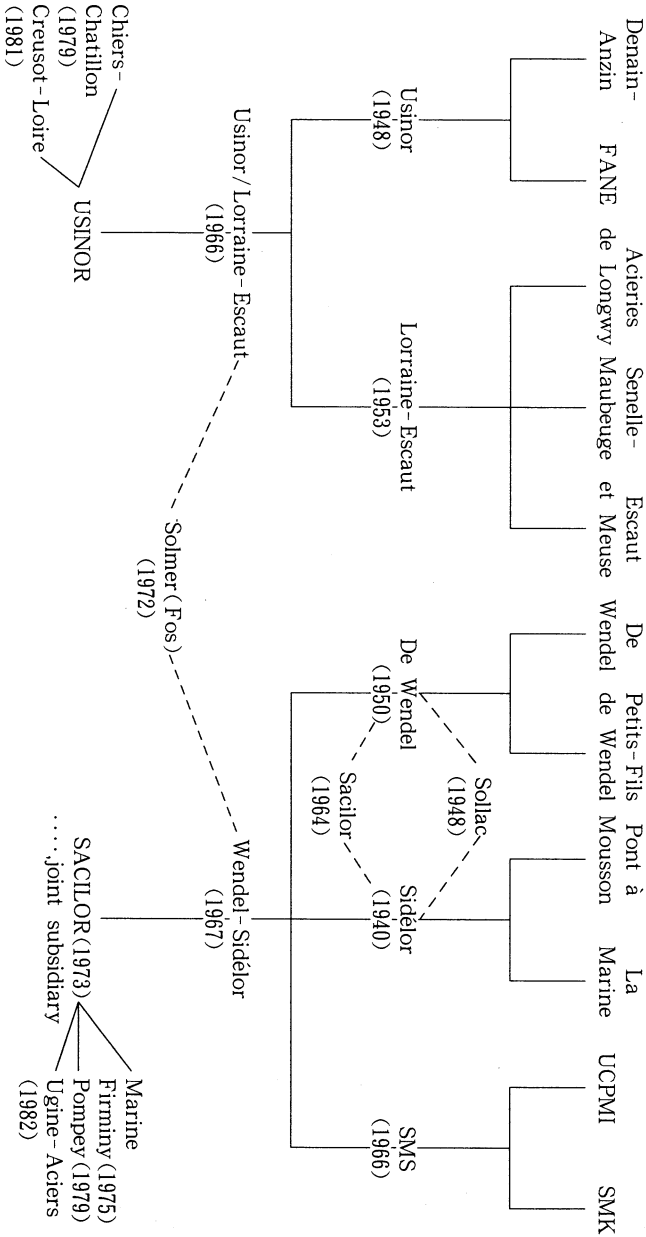 Denain-
Anzin
FANE
Acieries
de Longwy
Senelle-
Maubeuge
Escaut
et Meuse
De
Wendel
Petits-Fils
de Wendel
Pont à
Mousson
La
Marine
UCPMI
SMK
Usinor
(1948)
Lorraine-Escaut
(1953)
De Wendel
(1950)
Sollac
(1948)
Sacilor
(1964)
Sidélor
(1940)
SMS
(1966)
Usinor/Lorraine-Escaut
(1966)
Solmer(Fos)
(1972)
Wendel-Sidélor
(1967)
Chiers-
Chatillon
(1979)
Creusot-Loire
(1981)
USINOR
SACILOR(1973)
....,joint subsidiary
Marine
Firminy(1975)
Pompey(1979)
Ugine-Aciers
(1982)